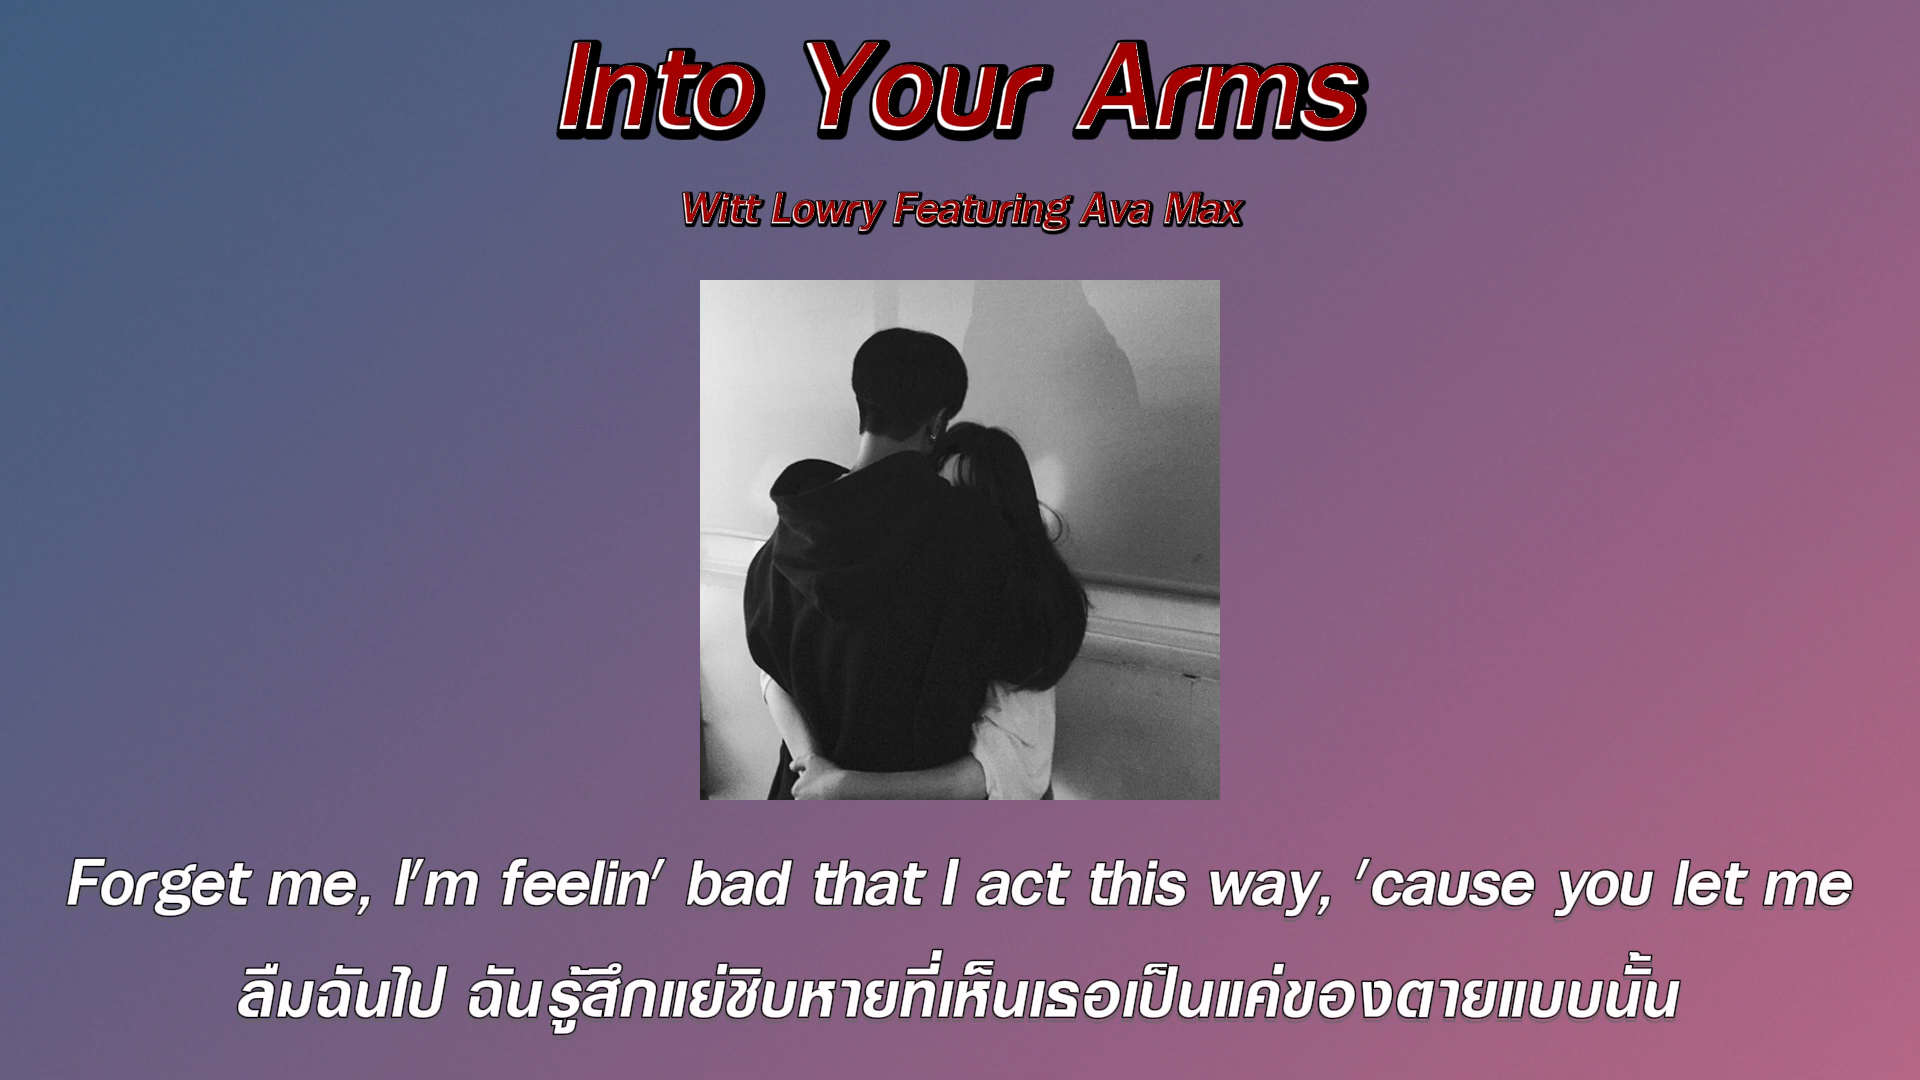 Into Your Arms
Witt Lowry Featuring Ava Max
Forget me, I'm feelin' bad that I act this way, 'cause you let me
ลืมฉันไป ฉันรู้สึกแย่ชิบหายที่เห็นเธอเป็นแค่ของตายแบบนั้น